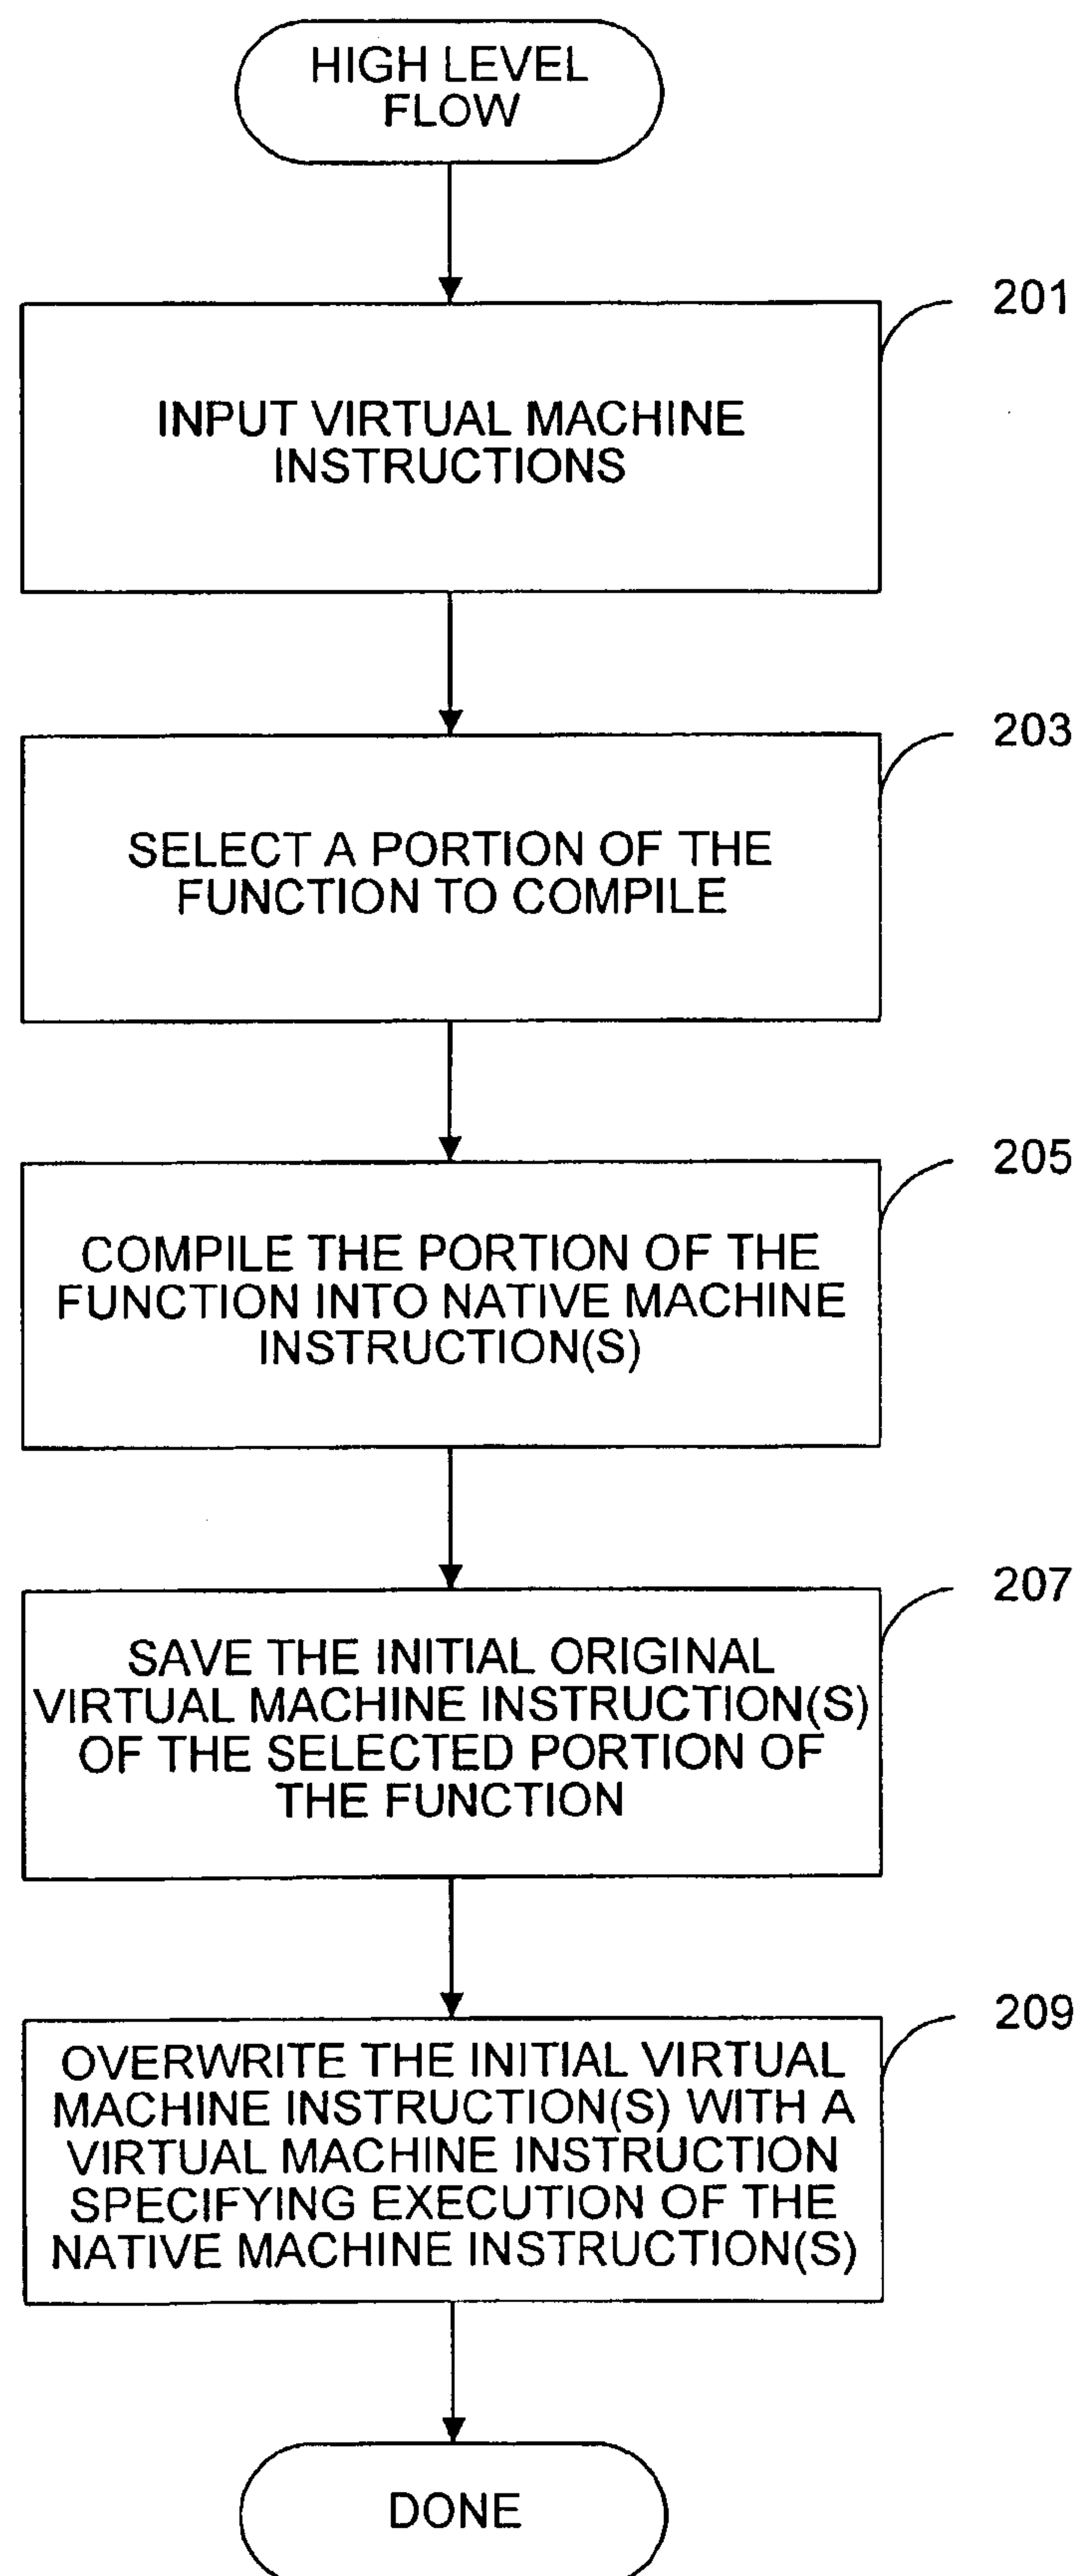 HIGH LEVEL
FLOW
201
INPUT VIRTUAL MACHINE
INSTRUCTIONS
203
SELECT A PORTION OF THE
FUNCTION TO COMPILE
205
COMPILE THE PORTION OF THE
FUNCTION INTO NATIVE MACHINE
INSTRUCTION(S)
207
SAVE THE INITIAL ORIGINAL
VIRTUAL MACHINE INSTRUCTION(S)
OF THE SELECTED PORTION OF
THE FUNCTION
209
OVERWRITE THE INITIAL VIRTUAL
MACHINE INSTRUCTION(S) WITH A
VIRTUAL MACHINE INSTRUCTION
SPECIFYING EXECUTION OF THE
NATIVE MACHINE INSTRUCTION(S)
DONE